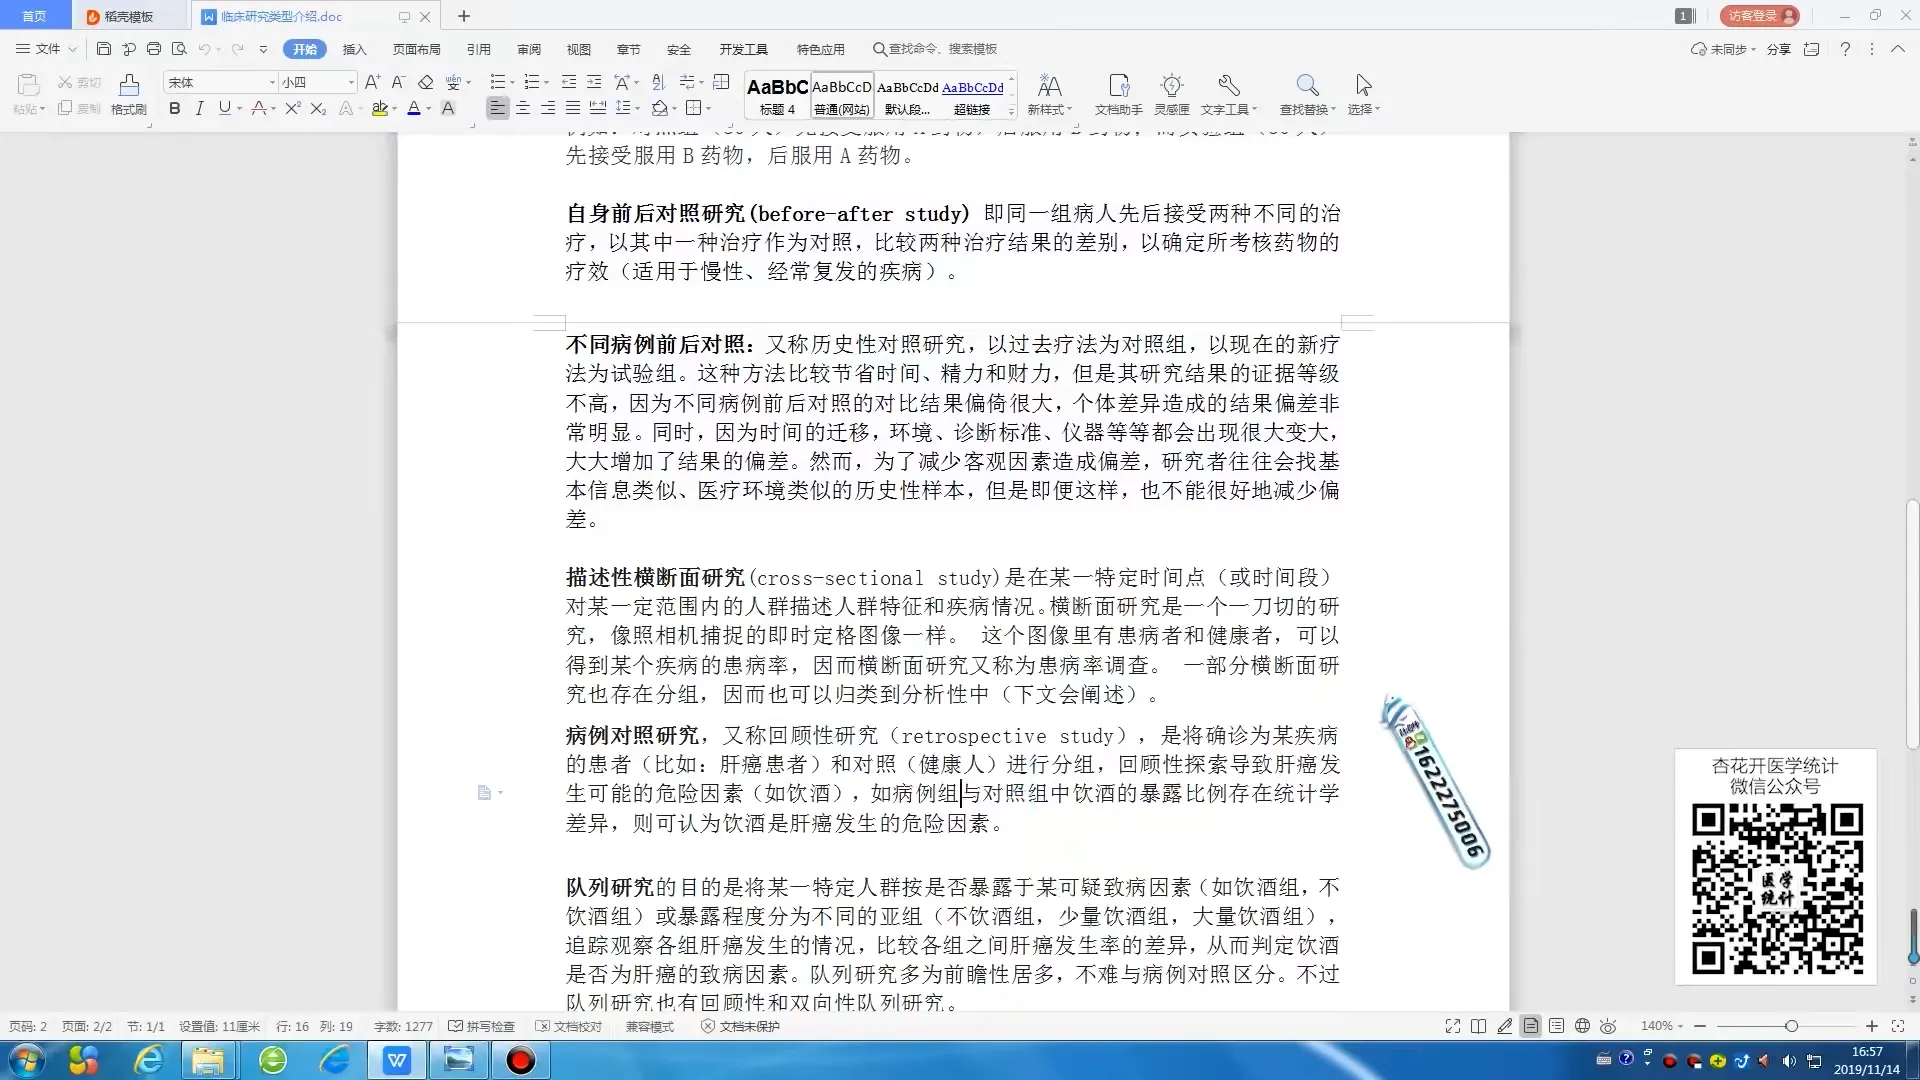 首页
稻壳模板
临床研究类型介绍.doc
1
访客登录
文件
开始
插入
页面布局
引用
审阅
视图
章节
安全
开发工具
特色应用
查找命令、搜索模板
未同步
分享
粘贴
剪切
复制
格式刷
宋体
小四
AaBbC
AaBbCcD
AaBbCcDd
AaBbCcDd
标题 4
普通(网站)
默认段...
超链接
新样式
文档助手
灵感匣
文字工具
查找替换
选择
先接受服用 B 药物，后服用 A 药物。
自身前后对照研究(before-after study) 即同一组病人先后接受两种不同的治
疗，以其中一种治疗作为对照，比较两种治疗结果的差别，以确定所考核药物的
疗效（适用于慢性、经常复发的疾病）。
不同病例前后对照：又称历史性对照研究，以过去疗法为对照组，以现在的新疗
法为试验组。这种方法比较节省时间、精力和财力，但是其研究结果的证据等级
不高，因为不同病例前后对照的对比结果偏倚很大，个体差异造成的结果偏差非
常明显。同时，因为时间的迁移，环境、诊断标准、仪器等等都会出现很大变大，
大大增加了结果的偏差。然而，为了减少客观因素造成偏差，研究者往往会找基
本信息类似、医疗环境类似的历史性样本，但是即便这样，也不能很好地减少偏
差。
描述性横断面研究(cross-sectional study)是在某一特定时间点（或时间段）
对某一定范围内的人群描述人群特征和疾病情况。横断面研究是一个一刀切的研
究，像照相机捕捉的即时定格图像一样。 这个图像里有患病者和健康者，可以
得到某个疾病的患病率，因而横断面研究又称为患病率调查。 一部分横断面研
究也存在分组，因而也可以归类到分析性中（下文会阐述）。
病例对照研究，又称回顾性研究（retrospective study），是将确诊为某疾病
的患者（比如：肝癌患者）和对照（健康人）进行分组，回顾性探索导致肝癌发
生可能的危险因素（如饮酒），如病例组与对照组中饮酒的暴露比例存在统计学
差异，则可认为饮酒是肝癌发生的危险因素。
队列研究的目的是将某一特定人群按是否暴露于某可疑致病因素（如饮酒组，不
饮酒组）或暴露程度分为不同的亚组（不饮酒组，少量饮酒组，大量饮酒组），
追踪观察各组肝癌发生的情况，比较各组之间肝癌发生率的差异，从而判定饮酒
是否为肝癌的致病因素。队列研究多为前瞻性居多，不难与病例对照区分。不过
队列研究也有回顾性和双向性队列研究。
1622275006
杏花开医学统计
微信公众号
医学
统计
页码: 2
页面: 2/2
节: 1/1
设置值: 11厘米
行: 16
列: 19
字数: 1277
拼写检查
文档校对
兼容模式
文档未保护
140%
16:57
2019/11/14